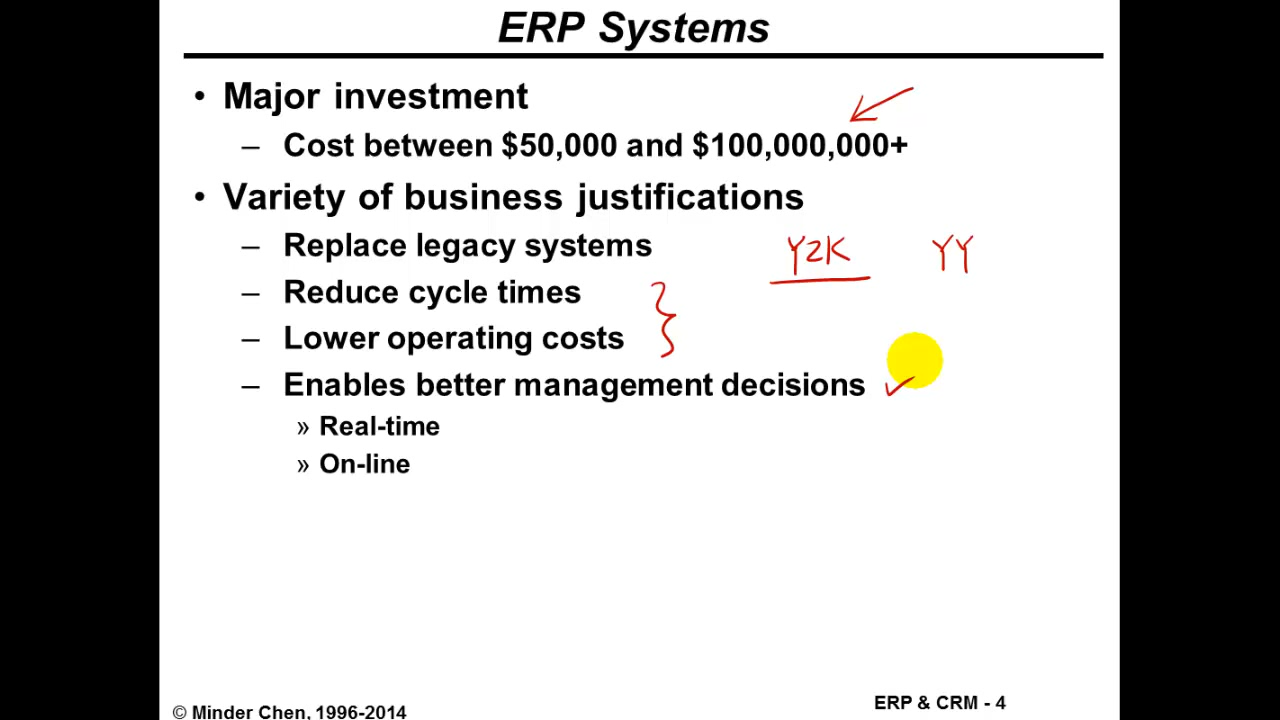 ERP Systems
• Major investment
– Cost between $50,000 and $100,000,000+
• Variety of business justifications
– Replace legacy systems Y2K YY
– Reduce cycle times
– Lower operating costs
– Enables better management decisions
» Real-time
» On-line
© Minder Chen, 1996-2014 ERP & CRM - 4